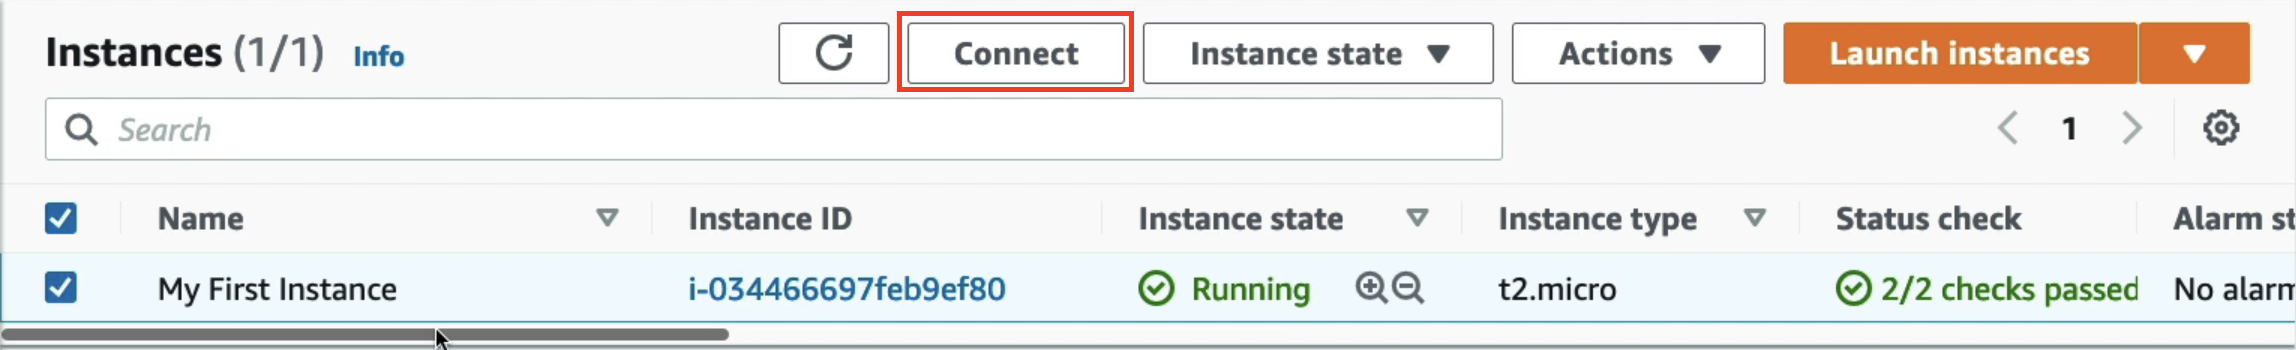 Instances (1/1) Info Connect Instance state Actions Launch instances
Search 1
Name Instance ID Instance state Instance type Status check Alarm st
My First Instance i-034466697feb9ef80 Running t2.micro 2/2 checks passed No alarm